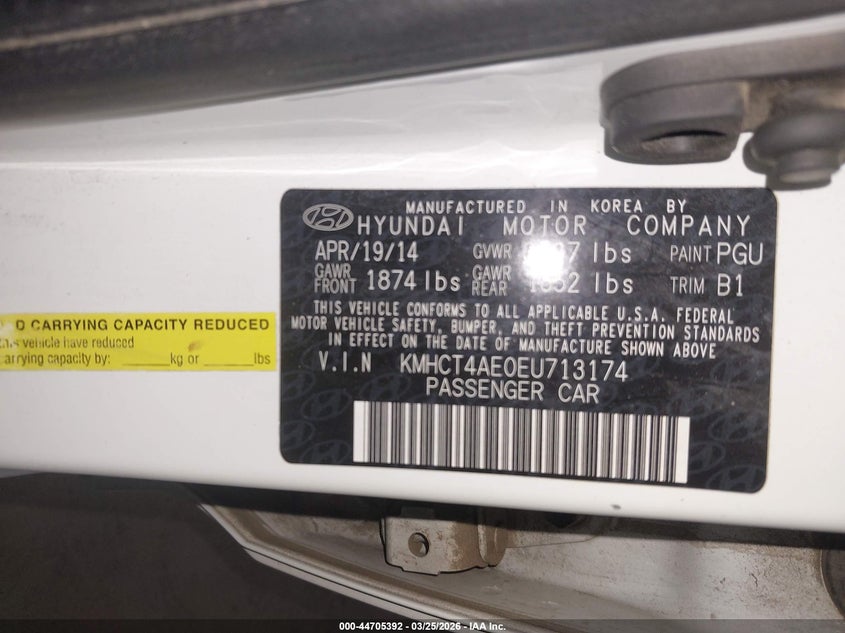 MANUFACTURED IN KOREA BY
HYUNDAI MOTOR COMPANY
APR/19/14 GVWR lbs PAINT PGU
GAWR FRONT 1874 lbs GAWR REAR lbs TRIM B1
THIS VEHICLE CONFORMS TO ALL APPLICABLE U.S.A. FEDERAL
MOTOR VEHICLE SAFETY, BUMPER, AND THEFT PREVENTION STANDARDS
IN EFFECT ON THE DATE OF MANUFACTURE SHOWN ABOVE
V.I.N KMHCT4AE0EU713174
PASSENGER CAR
D CARRYING CAPACITY REDUCED
this vehicle have reduced
carrying capacity by: ______kg or _______lbs
000-44705392 - 03/25/2026 - IAA Inc.